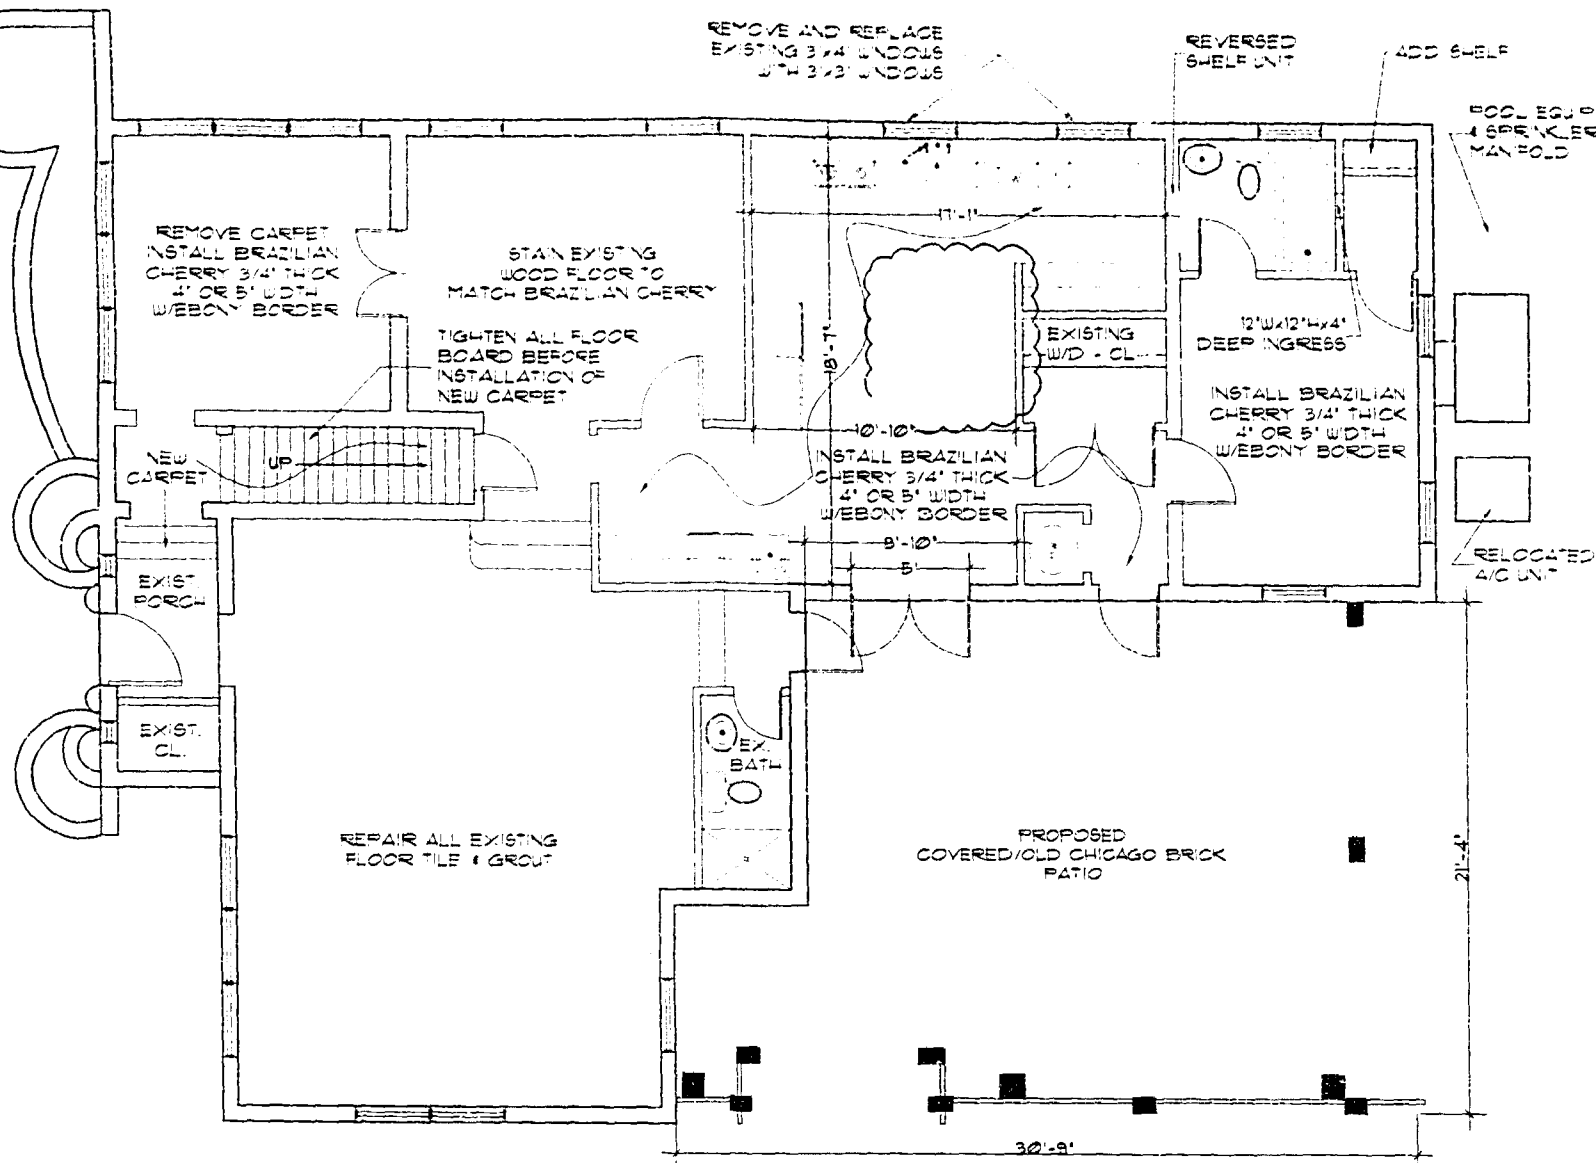 REMOVE AND REPLACE
EXISTING 3'x4' WINDOWS
WITH 3'x3' WINDOWS
REVERSED
SHELF UNIT
ADD SHELF
POOL EQUIP
& SPRINKLER
MANIFOLD
REMOVE CARPET
INSTALL BRAZILIAN
CHERRY 3/4" THICK
4" OR 5" WIDTH
W/EBONY BORDER
STAIN EXISTING
WOOD FLOOR TO
MATCH BRAZILIAN CHERRY
TIGHTEN ALL FLOOR
BOARD BEFORE
INSTALLATION OF
NEW CARPET
17'-1"
18'-7"
EXISTING
W/D - CL
12"Wx12"Hx4"
DEEP INGRESS
INSTALL BRAZILIAN
CHERRY 3/4" THICK
4" OR 5" WIDTH
W/EBONY BORDER
NEW
CARPET
UP
10'-10"
INSTALL BRAZILIAN
CHERRY 3/4" THICK
4" OR 5" WIDTH
W/EBONY BORDER
8'-10"
5'
RELOCATED
A/C UNIT
EXIST.
PORCH
EXIST.
CL.
EX.
BATH
REPAIR ALL EXISTING
FLOOR TILE & GROUT
PROPOSED
COVERED/OLD CHICAGO BRICK
PATIO
21'-4"
30'-9"